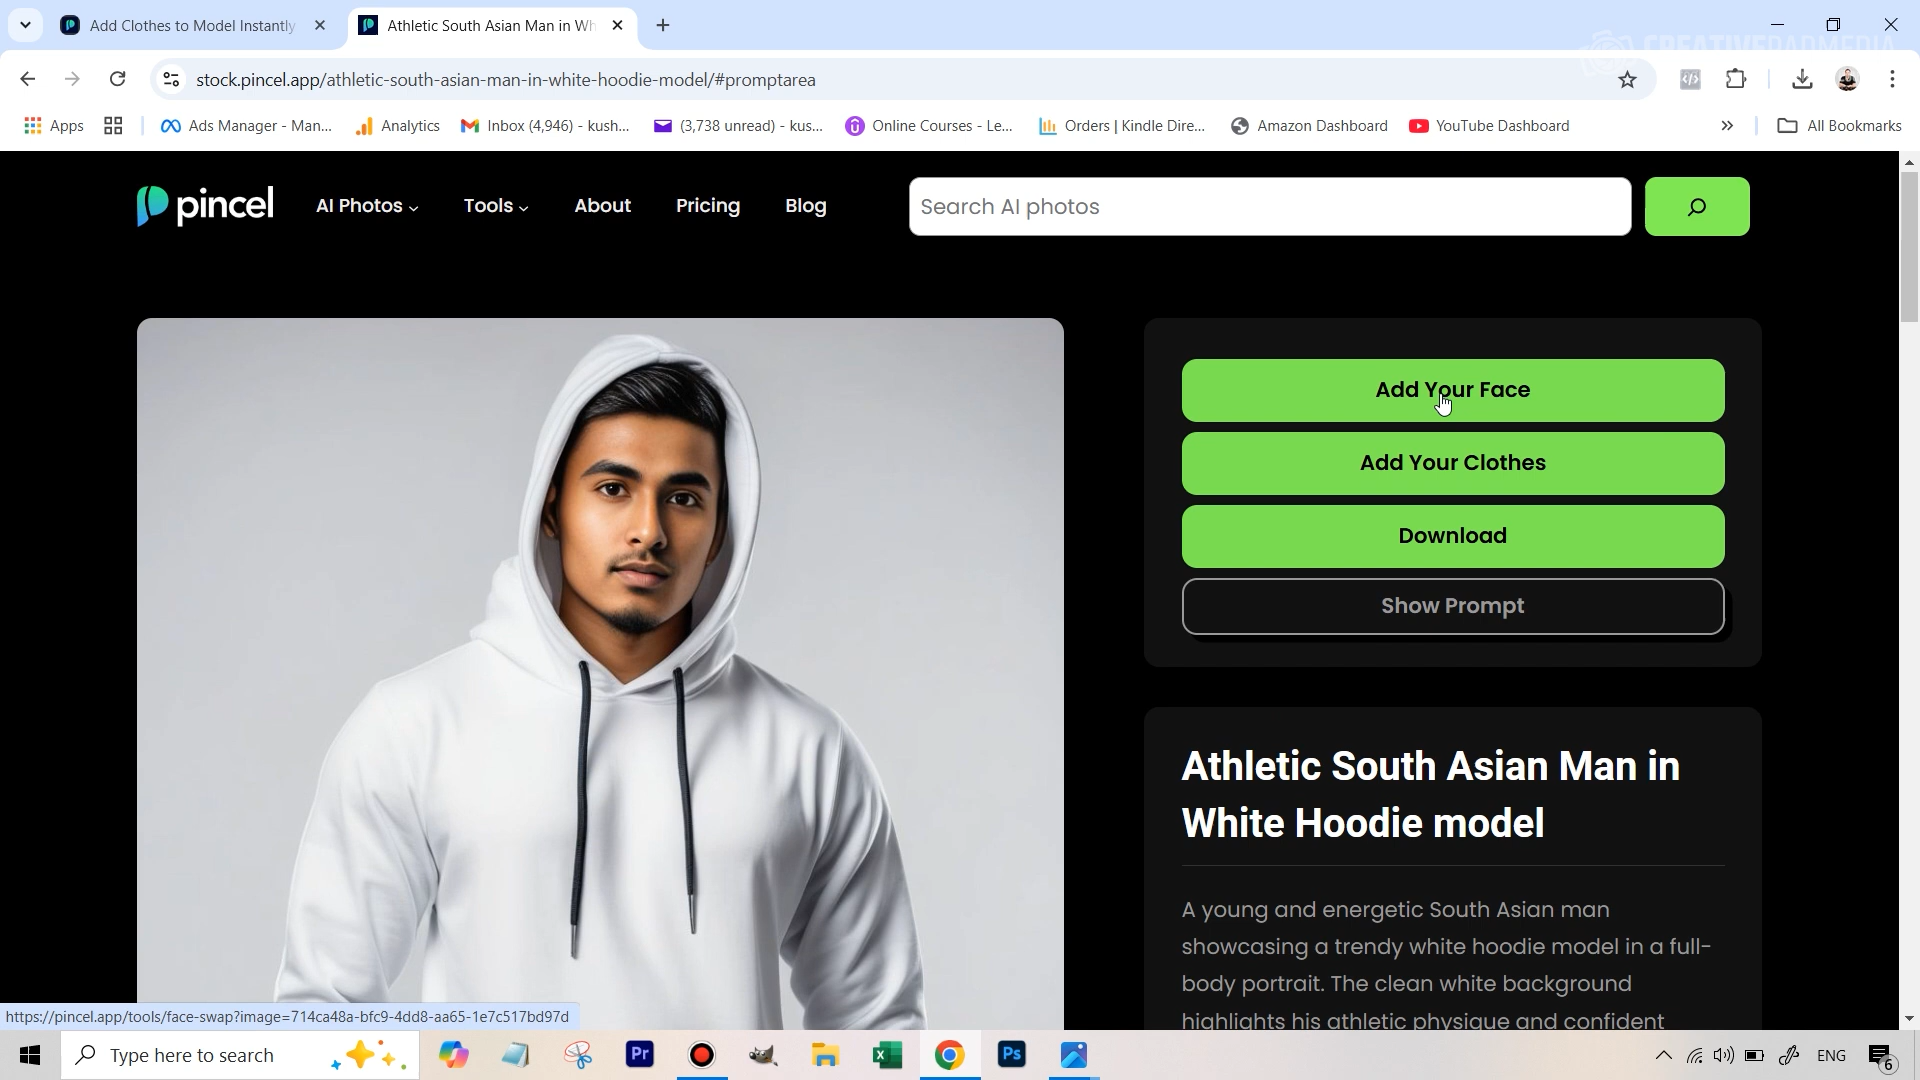 Add Clothes to Model Instantly
Athletic South Asian Man in Wh
CREATIVEDADMEDIA
stock.pincel.app/athletic-south-asian-man-in-white-hoodie-model/#promptarea
Apps
Ads Manager - Man...
Analytics
Inbox (4,946) - kush...
(3,738 unread) - kus...
Online Courses - Le...
Orders | Kindle Dire...
Amazon Dashboard
YouTube Dashboard
All Bookmarks
pincel
AI Photos
Tools
About
Pricing
Blog
Search AI photos
Add Your Face
Add Your Clothes
Download
Show Prompt
Athletic South Asian Man in
White Hoodie model
A young and energetic South Asian man
showcasing a trendy white hoodie model in a full-
body portrait. The clean white background
highlights his athletic physique and confident
https://pincel.app/tools/face-swap?image=714ca48a-bfc9-4dd8-aa65-1e7c517bd97d
Type here to search
Pr
Ps
ENG
6